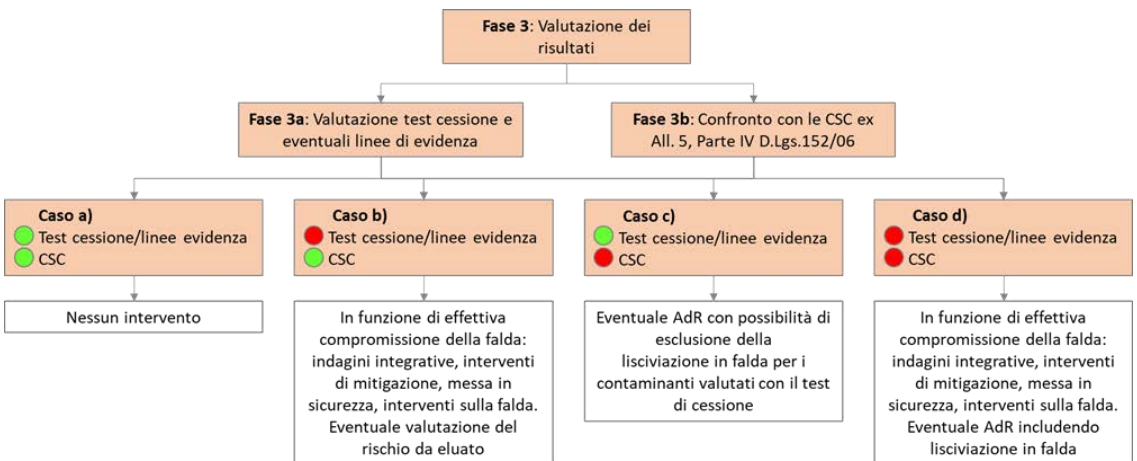 Fase 3: Valutazione dei
risultati
Fase 3a: Valutazione test cessione e
eventuali linee di evidenza
Fase 3b: Confronto con le CSC ex
All. 5, Parte IV D.Lgs.152/06
Caso a)
Test cessione/linee evidenza
CSC
Nessun intervento
Caso b)
Test cessione/linee evidenza
CSC
In funzione di effettiva
compromissione della falda:
indagini integrative, interventi
di mitigazione, messa in
sicurezza, interventi sulla falda.
Eventuale valutazione del
rischio da eluato
Caso c)
Test cessione/linee evidenza
CSC
Eventuale AdR con possibilità di
esclusione della
lisciviazione in falda per i
contaminanti valutati con il test
di cessione
Caso d)
Test cessione/linee evidenza
CSC
In funzione di effettiva
compromissione della falda:
indagini integrative, interventi
di mitigazione, messa in
sicurezza, interventi sulla falda.
Eventuale AdR includendo
lisciviazione in falda